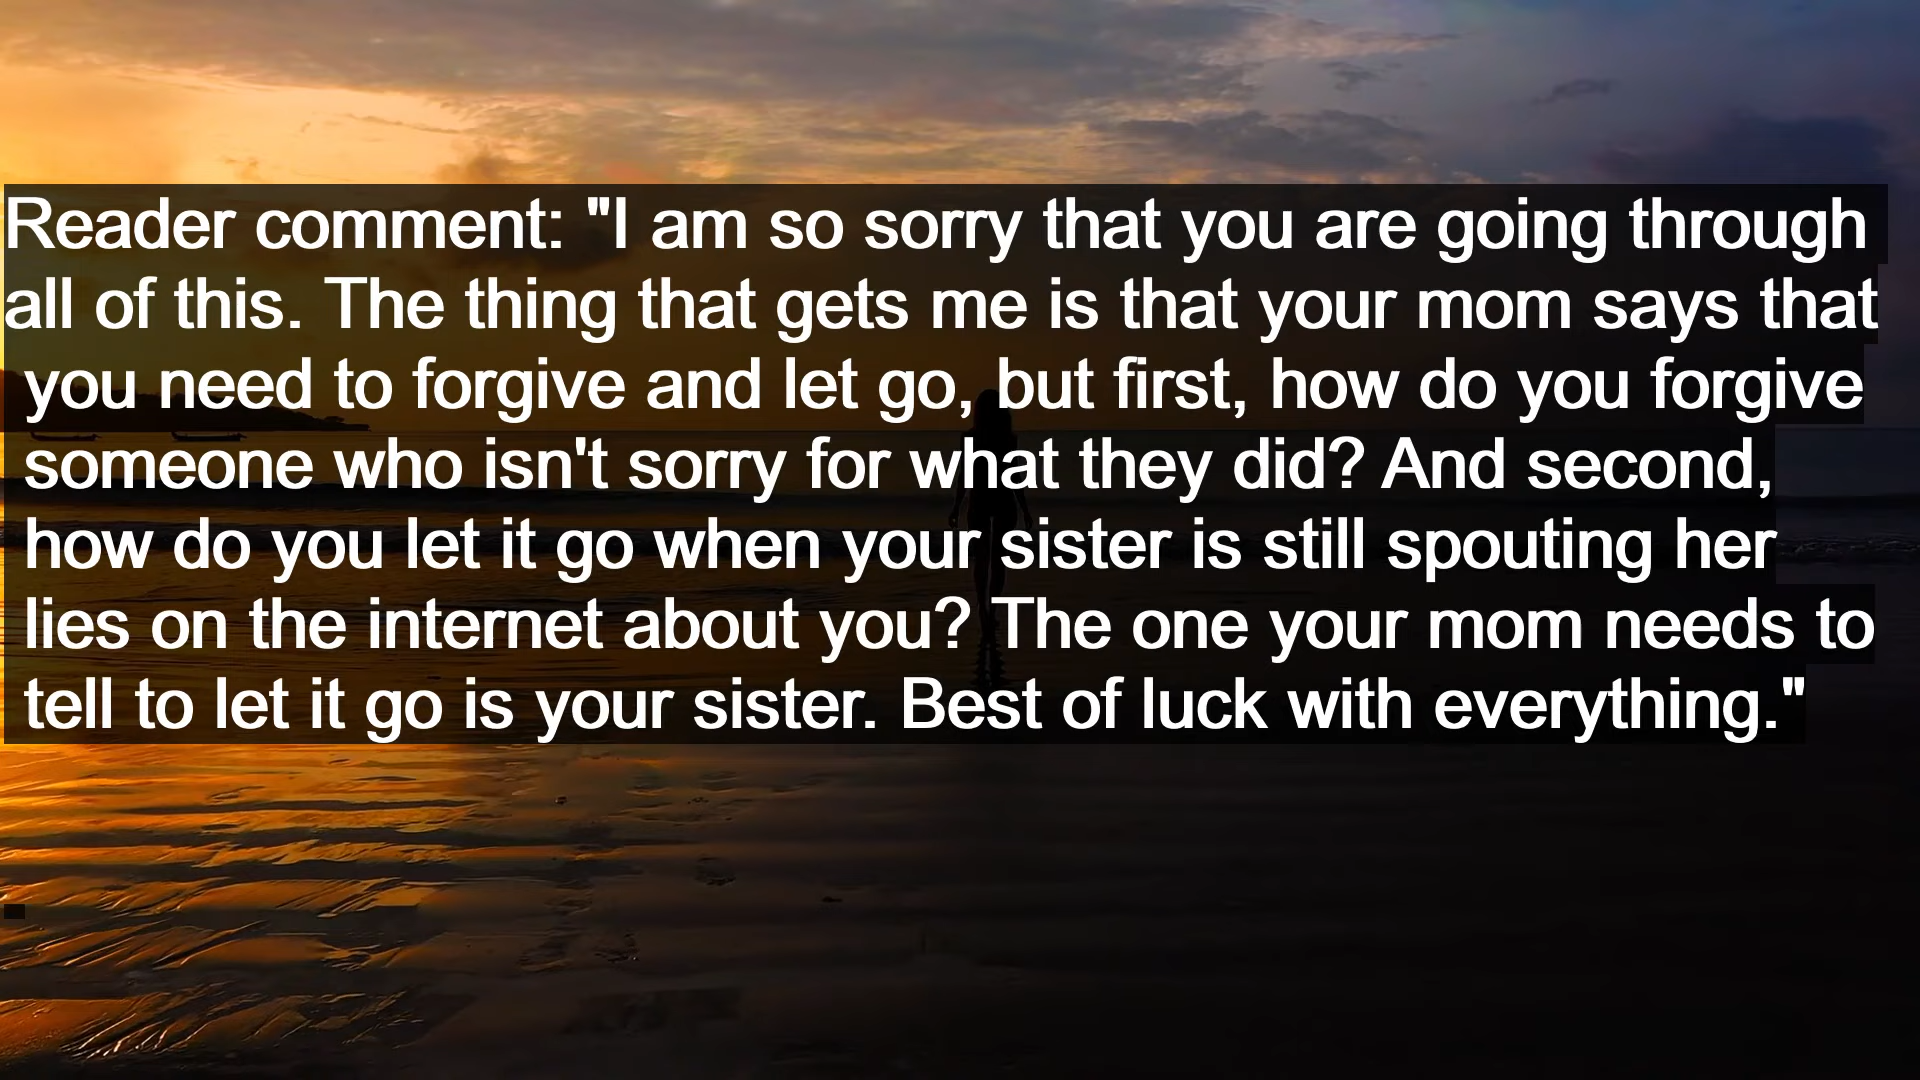 Reader comment: "I am so sorry that you are going through
all of this. The thing that gets me is that your mom says that
you need to forgive and let go, but first, how do you forgive
someone who isn't sorry for what they did? And second,
how do you let it go when your sister is still spouting her
lies on the internet about you? The one your mom needs to
tell to let it go is your sister. Best of luck with everything."